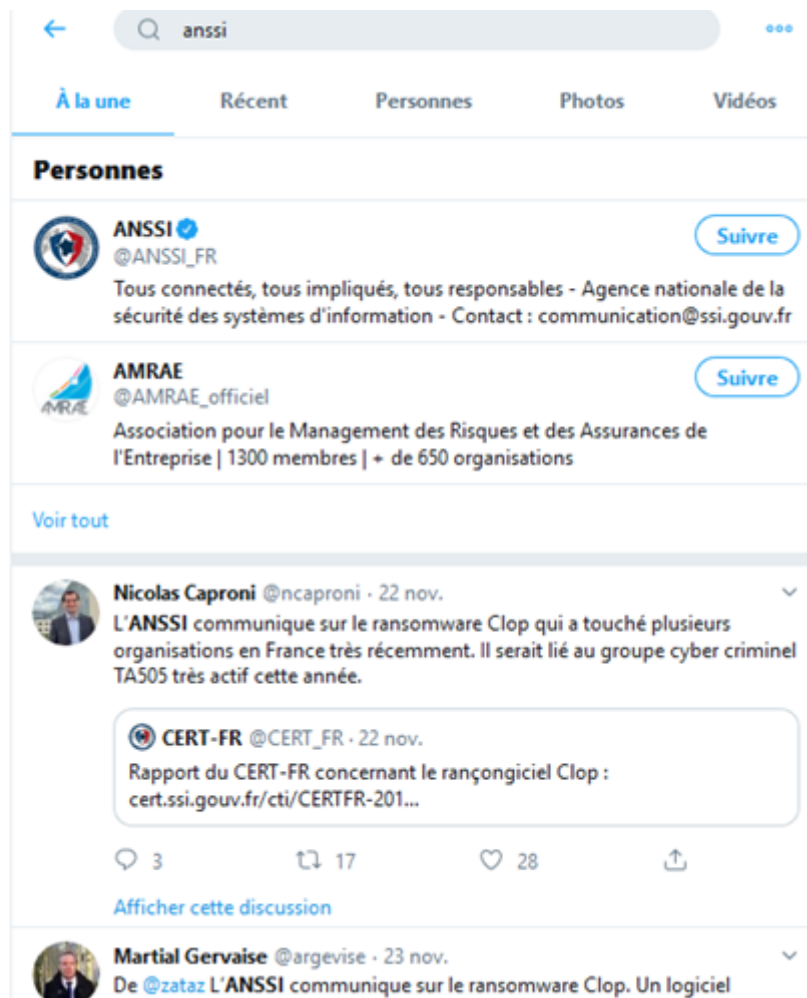 anssi
À la une Récent Personnes Photos Vidéos
Personnes
ANSSI
Suivre
@ANSSI_FR
Tous connectés, tous impliqués, tous responsables - Agence nationale de la
sécurité des systèmes d'information - Contact : communication@ssi.gouv.fr
AMRAE
AMRAE
Suivre
@AMRAE_officiel
Association pour le Management des Risques et des Assurances de
l'Entreprise | 1300 membres | + de 650 organisations
Voir tout
Nicolas Caproni @ncaproni · 22 nov.
L'ANSSI communique sur le ransomware Clop qui a touché plusieurs
organisations en France très récemment. Il serait lié au groupe cyber criminel
TA505 très actif cette année.
CERT-FR @CERT_FR · 22 nov.
Rapport du CERT-FR concernant le rançongiciel Clop :
cert.ssi.gouv.fr/cti/CERTFR-201...
3 17 28
Afficher cette discussion
Martial Gervaise @argevise · 23 nov.
De @zataz L'ANSSI communique sur le ransomware Clop. Un logiciel